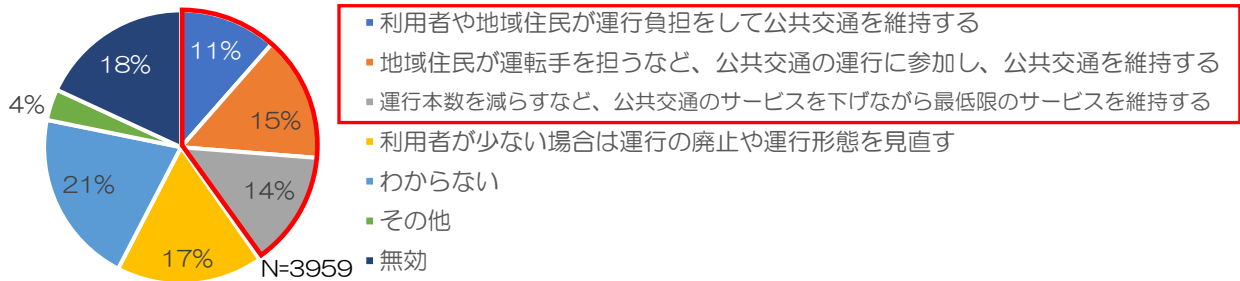 11%
15%
14%
17%
21%
4%
18%
N=3959
利用者や地域住民が運行負担をして公共交通を維持する
地域住民が運転手を担うなど、公共交通の運行に参加し、公共交通を維持する
運行本数を減らすなど、公共交通のサービスを下げながら最低限のサービスを維持する
利用者が少ない場合は運行の廃止や運行形態を見直す
わからない
その他
無効